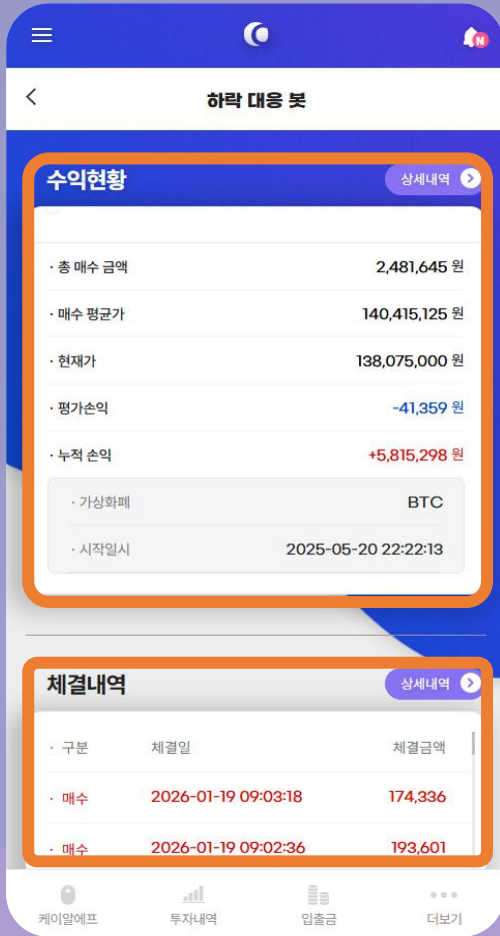 N
하락 대응 봇
수익현황 상세내역
· 총 매수 금액 2,481,645 원
· 매수 평균가 140,415,125 원
· 현재가 138,075,000 원
· 평가손익 -41,359 원
· 누적 손익 +5,815,298 원
· 가상화폐 BTC
· 시작일시 2025-05-20 22:22:13
체결내역 상세내역
· 구분 체결일 체결금액
· 매수 2026-01-19 09:03:18 174,336
· 매수 2026-01-19 09:02:36 193,601
케이알에프 투자내역 입출금 더보기